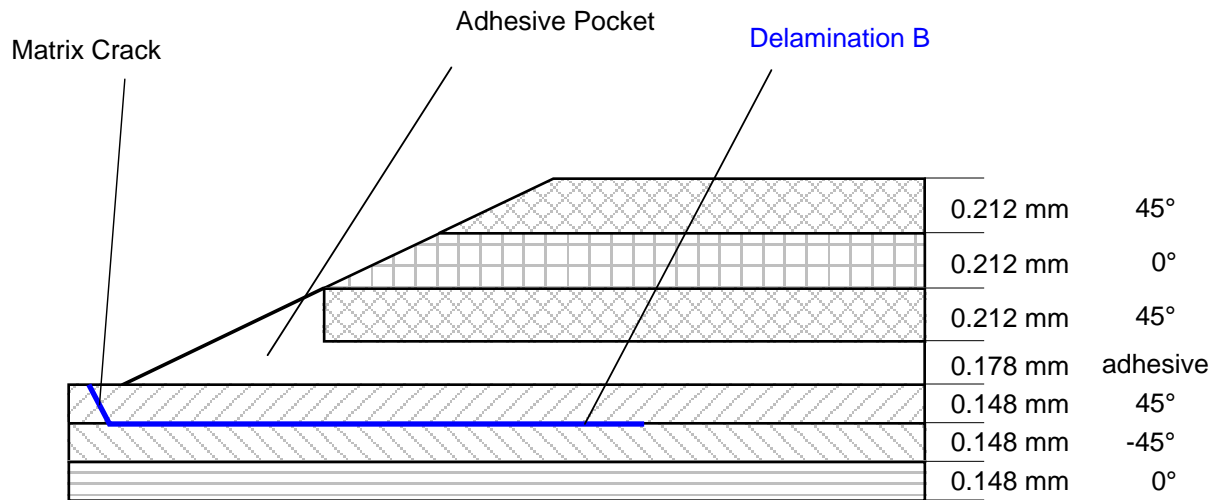 Adhesive Pocket
Delamination B
Matrix Crack
0.212 mm 45°
0.212 mm 0°
0.212 mm 45°
0.178 mm adhesive
0.148 mm 45°
0.148 mm -45°
0.148 mm 0°